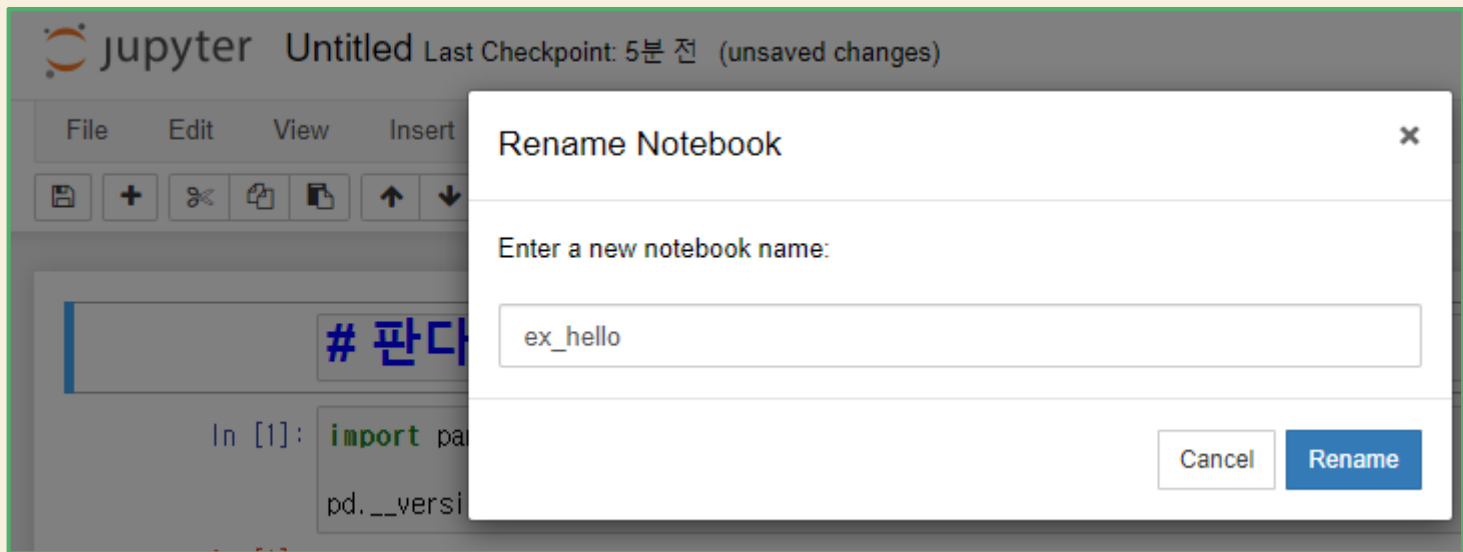 jupyter Untitled Last Checkpoint: 5분 전 (unsaved changes)
File Edit View Insert
Rename Notebook
Enter a new notebook name:
ex_hello
# 판다
In [1]: import
pd.__versi
Cancel Rename